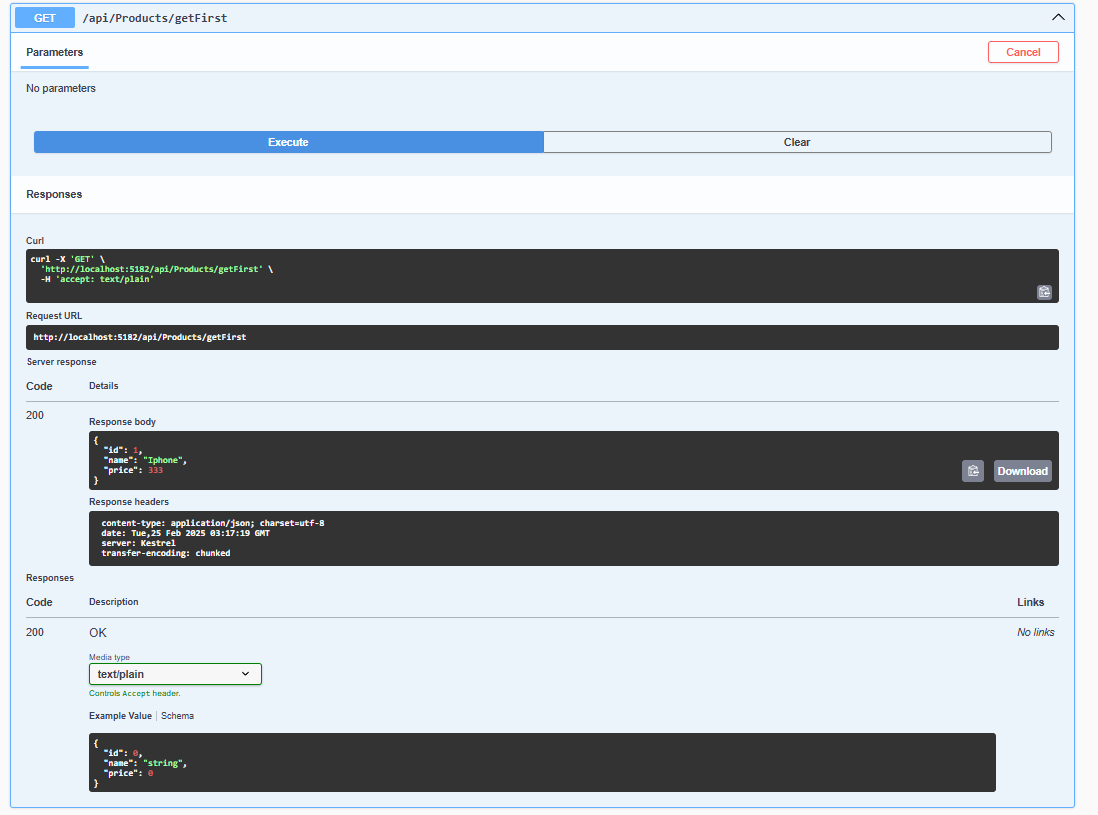 GET /api/Products/getFirst
Parameters
Cancel
No parameters
Execute
Clear
Responses
Curl
curl -X 'GET' \
'http://localhost:5182/api/Products/getFirst' \
-H 'accept: text/plain'
Request URL
http://localhost:5182/api/Products/getFirst
Server response
Code Details
200
Response body
{
"id": 1,
"name": "Iphone",
"price": 333
}
Download
Response headers
content-type: application/json; charset=utf-8
date: Tue,25 Feb 2025 03:17:19 GMT
server: Kestrel
transfer-encoding: chunked
Responses
Code Description Links
200 OK No links
Media type
text/plain
Controls Accept header.
Example Value | Schema
{
"id": 0,
"name": "string",
"price": 0
}